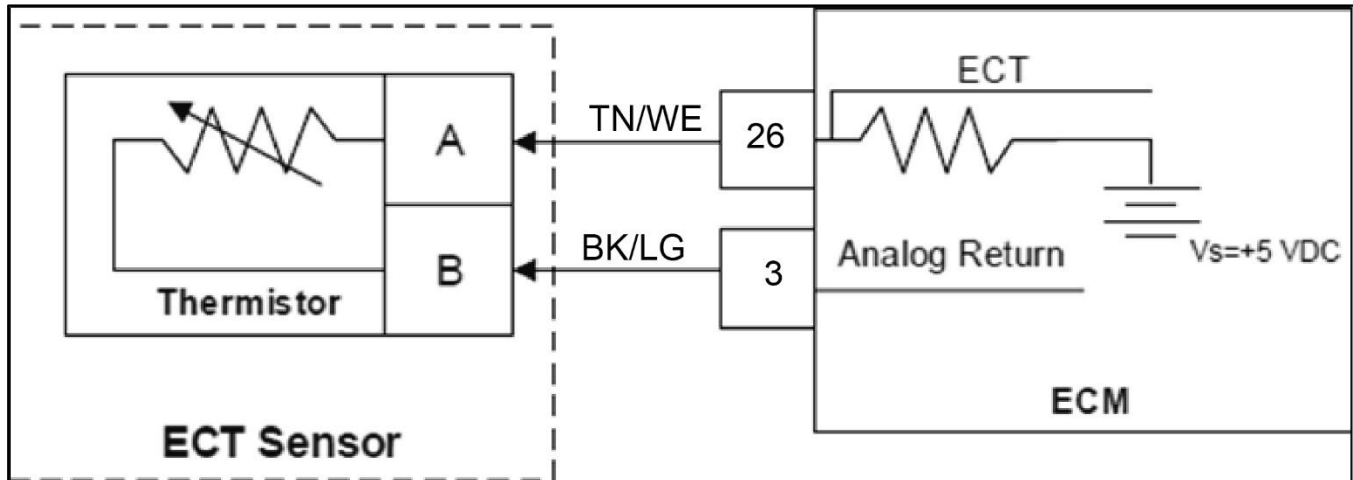 ECT
TN/WE
26
A
Vs=+5 VDC
BK/LG
Analog Return
B
3
Thermistor
ECM
ECT Sensor